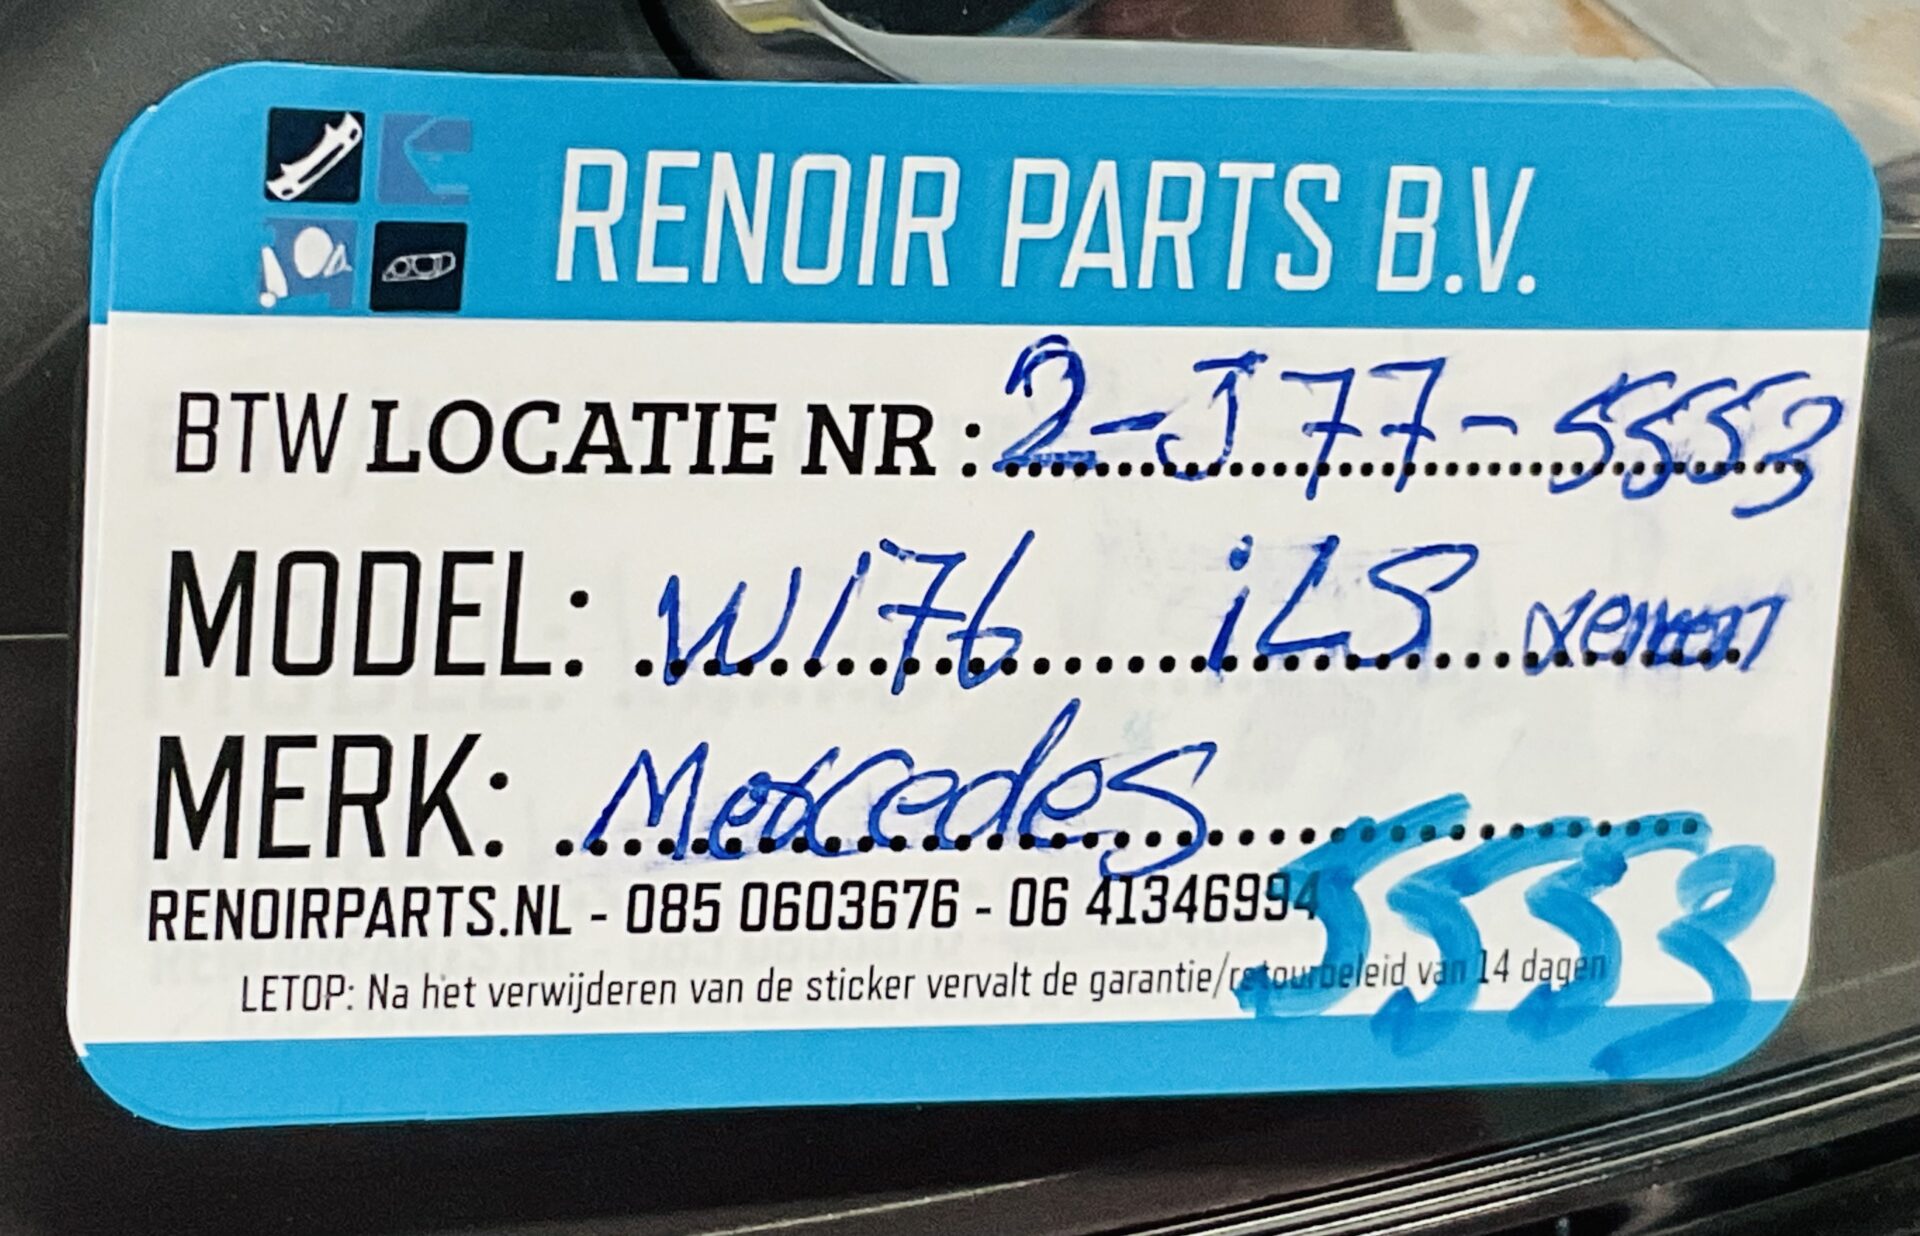 RENOIR PARTS B.V.
BTW LOCATIE NR : 2-J77-5553
MODEL: W176 iLS xenon
MERK: Mercedes
RENOIRPARTS.NL - 085 0603676 - 06 41346994
5553
LETOP: Na het verwijderen van de sticker vervalt de garantie/retourbeleid van 14 dagen